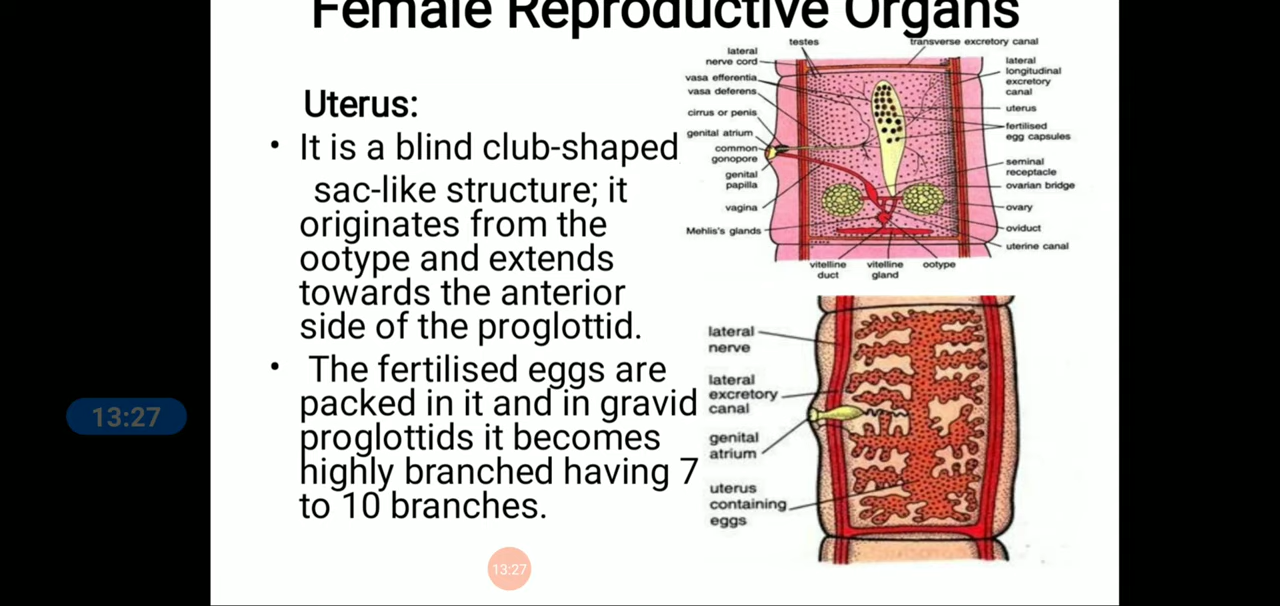 Female Reproductive Organs
Uterus:
• It is a blind club-shaped
sac-like structure; it
originates from the
ootype and extends
towards the anterior
side of the proglottid.
• The fertilised eggs are
packed in it and in gravid
proglottids it becomes
highly branched having 7
to 10 branches.
testes
transverse excretory canal
lateral
nerve cord
vasa efferentia
vasa deferens
cirrus or penis
genital atrium
common
gonopore
genital
papilla
vagina
Mehlis's glands
lateral
longitudinal
excretory
canal
uterus
fertilised
egg capsules
seminal
receptacle
ovarian bridge
ovary
oviduct
uterine canal
vitelline
duct
vitelline
gland
ootype
lateral
nerve
lateral
excretory
canal
genital
atrium
uterus
containing
eggs
13:27
13:27